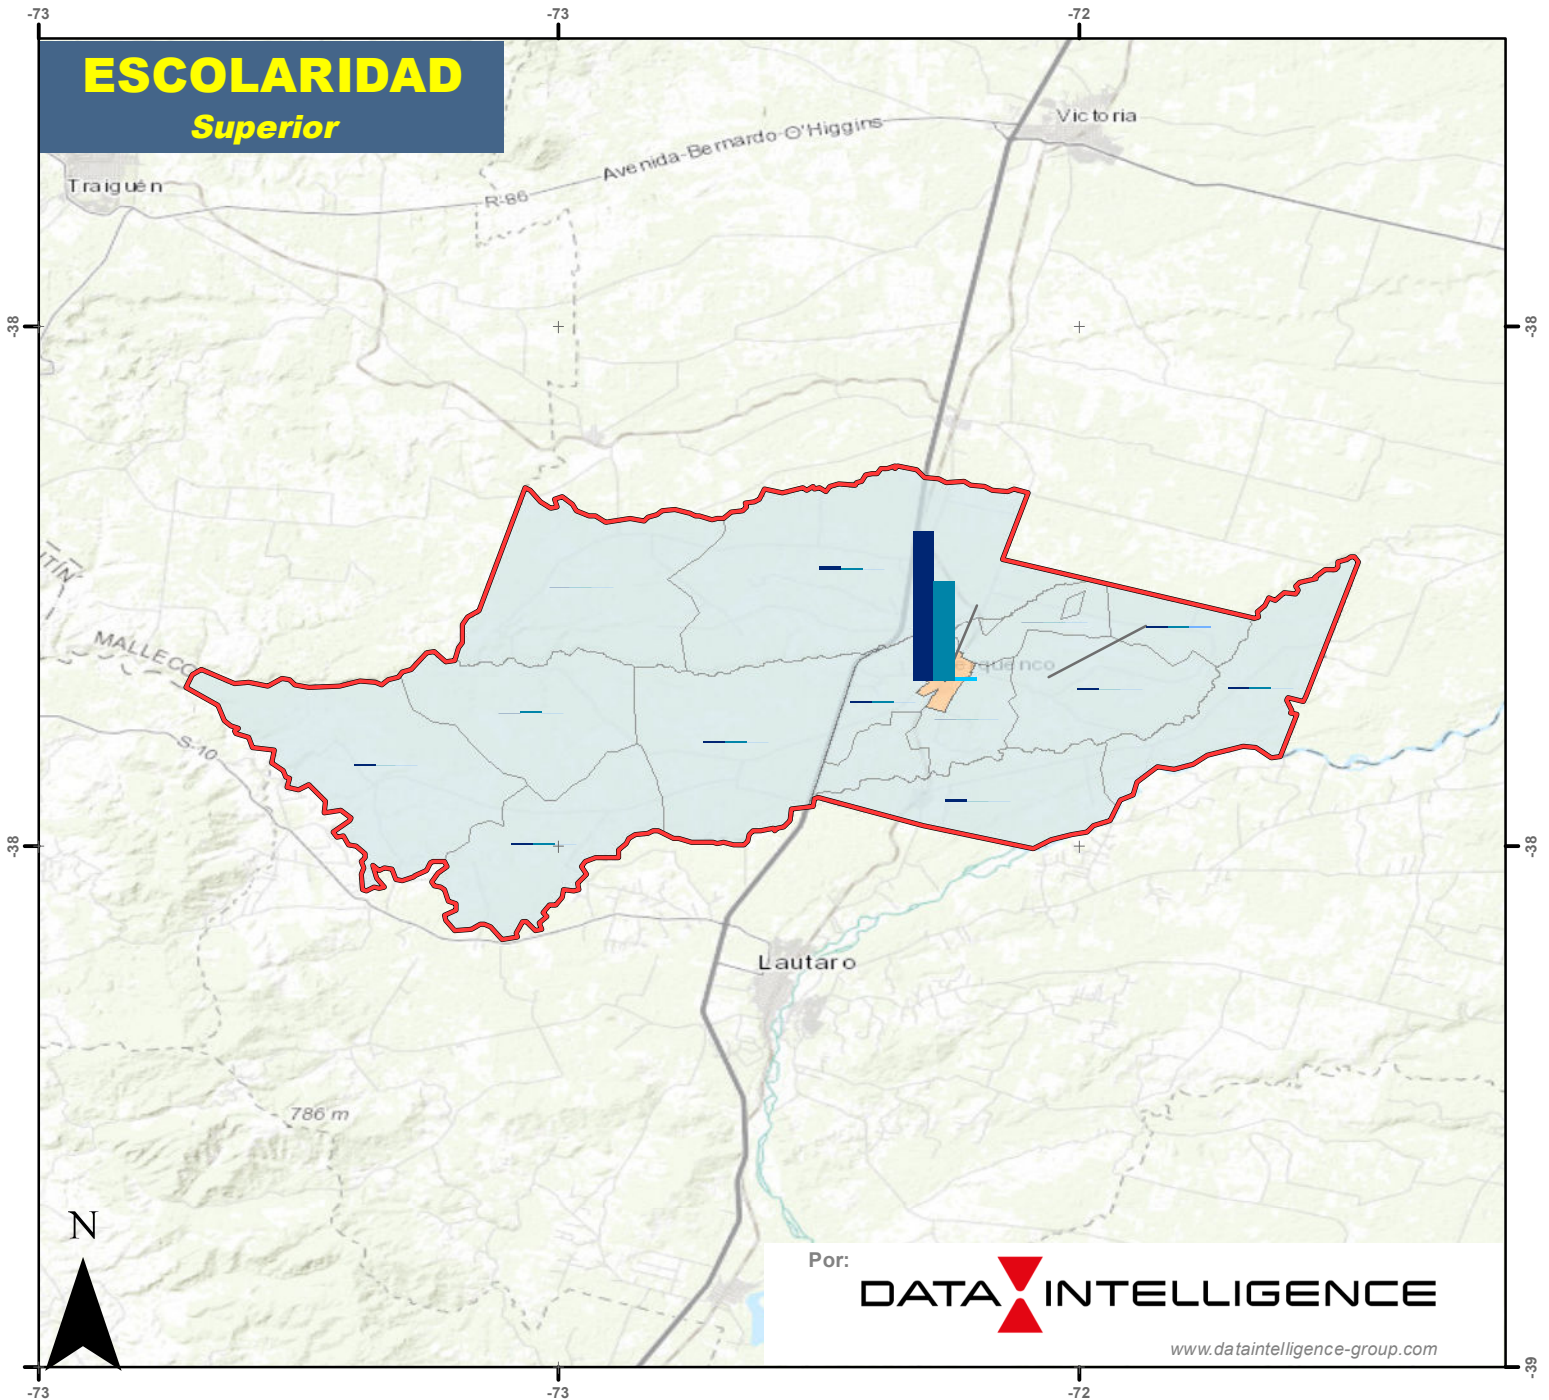 -73
-73
-72
ESCOLARIDAD
Superior
Victoria
Avenida-Bernardo-O'Higgins
Traiguén
R-86
-38
-38
MALLECO
quenco
S-10
-38
-38
Lautaro
786 m
N
Por:
DATA INTELLIGENCE
www.dataintelligence-group.com
-39
-73
-73
-72